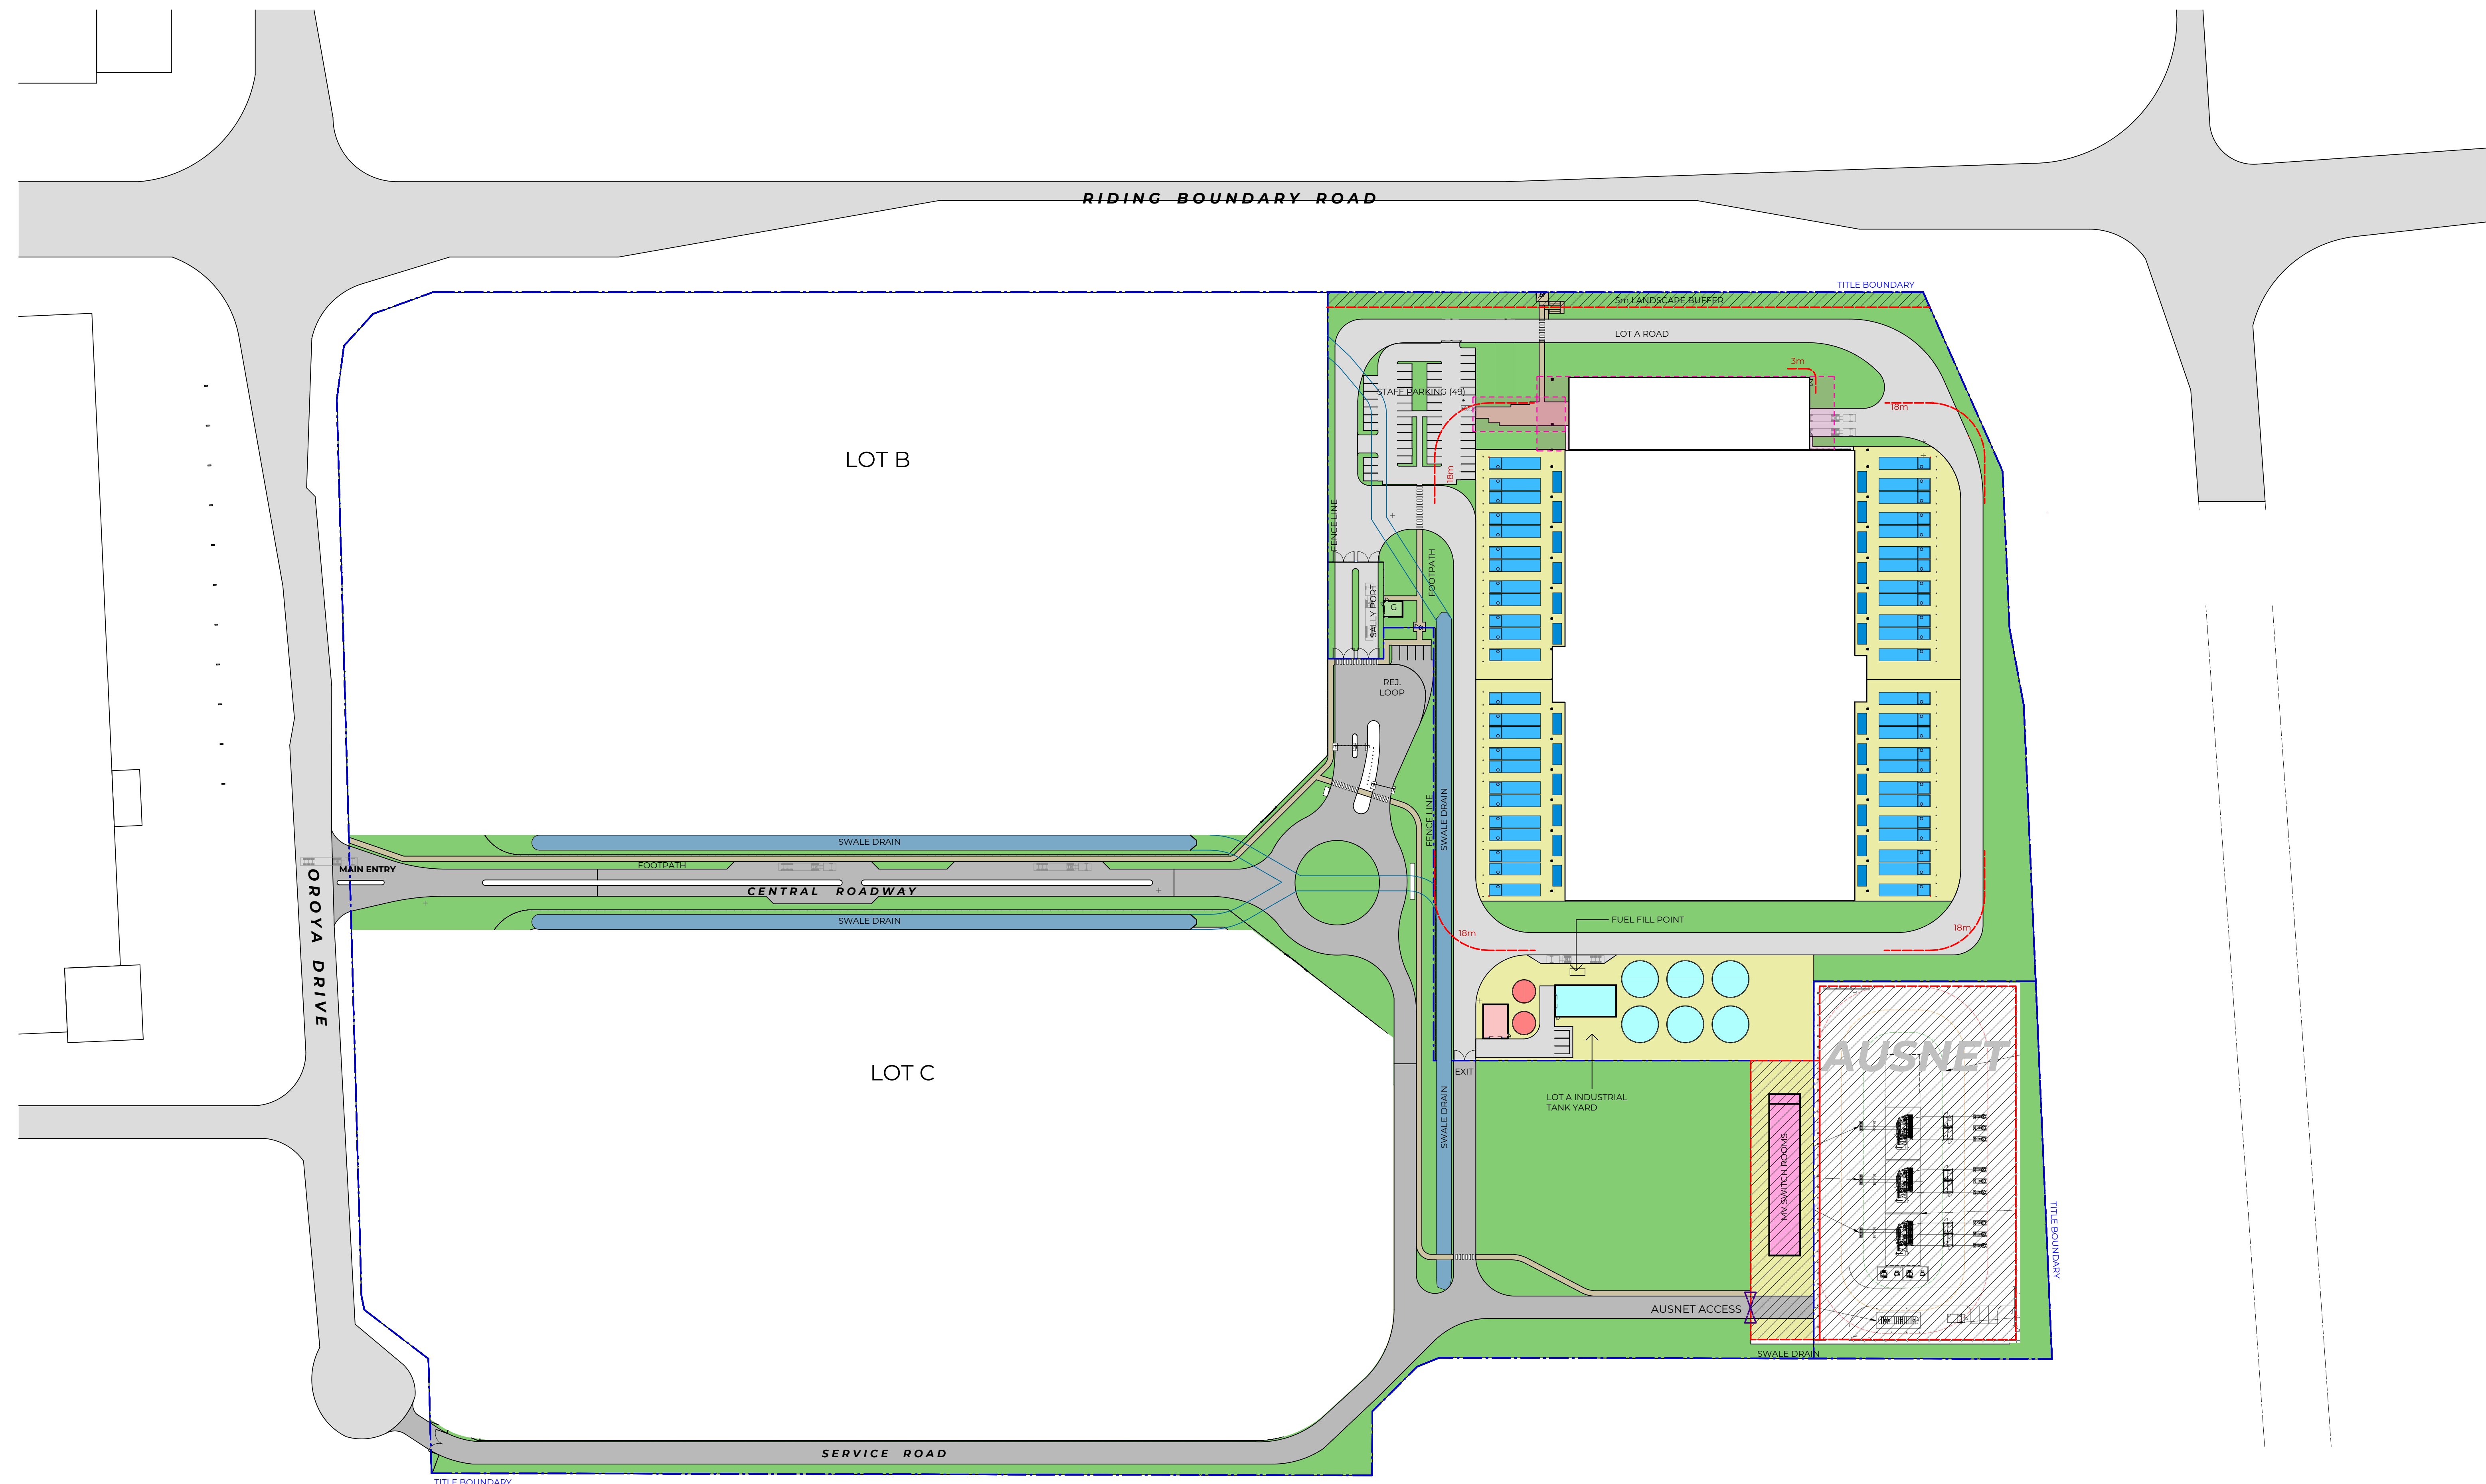 RIDING BOUNDARY ROAD
TITLE BOUNDARY
5m LANDSCAPE BUFFER
LOT A ROAD
3m
STAFF PARKING (49)
18m
18m
LOT B
FENCE LINE
FOOTPATH
SALLY PORT
G
REJ.
LOOP
FENCE LINE
SWALE DRAIN
SWALE DRAIN
FOOTPATH
MAIN ENTRY
CENTRAL ROADWAY
SWALE DRAIN
OROYA DRIVE
FUEL FILL POINT
18m
18m
AUSNET
EXIT
LOT C
LOT A INDUSTRIAL
TANK YARD
SWALE DRAIN
MV SWITCH ROOMS
TITLE BOUNDARY
AUSNET ACCESS
SWALE DRAIN
SERVICE ROAD
TITLE BOUNDARY